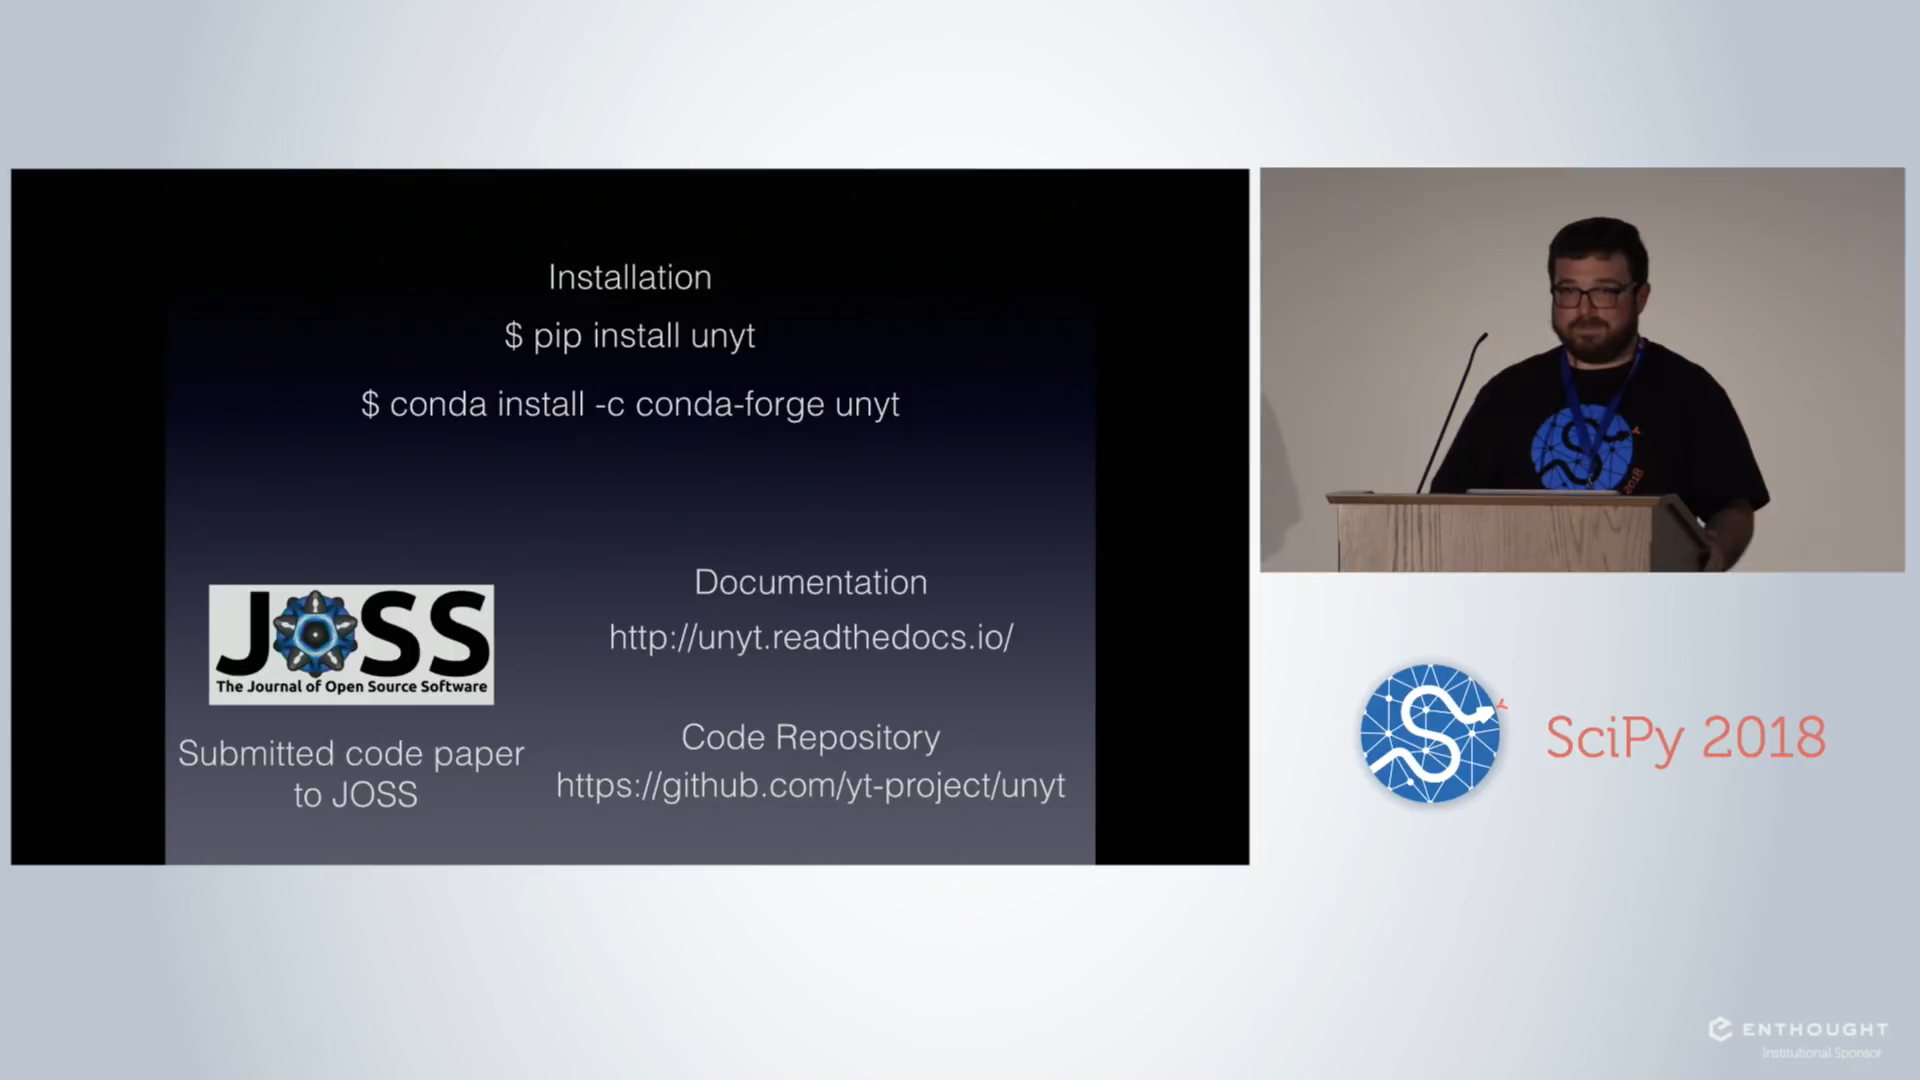 Installation
$ pip install unyt
$ conda install -c conda-forge unyt
JOSS
The Journal of Open Source Software
Submitted code paper
to JOSS
Documentation
http://unyt.readthedocs.io/
Code Repository
https://github.com/yt-project/unyt
2018
SciPy 2018
ENTHOUGHT
Institutional Sponsor